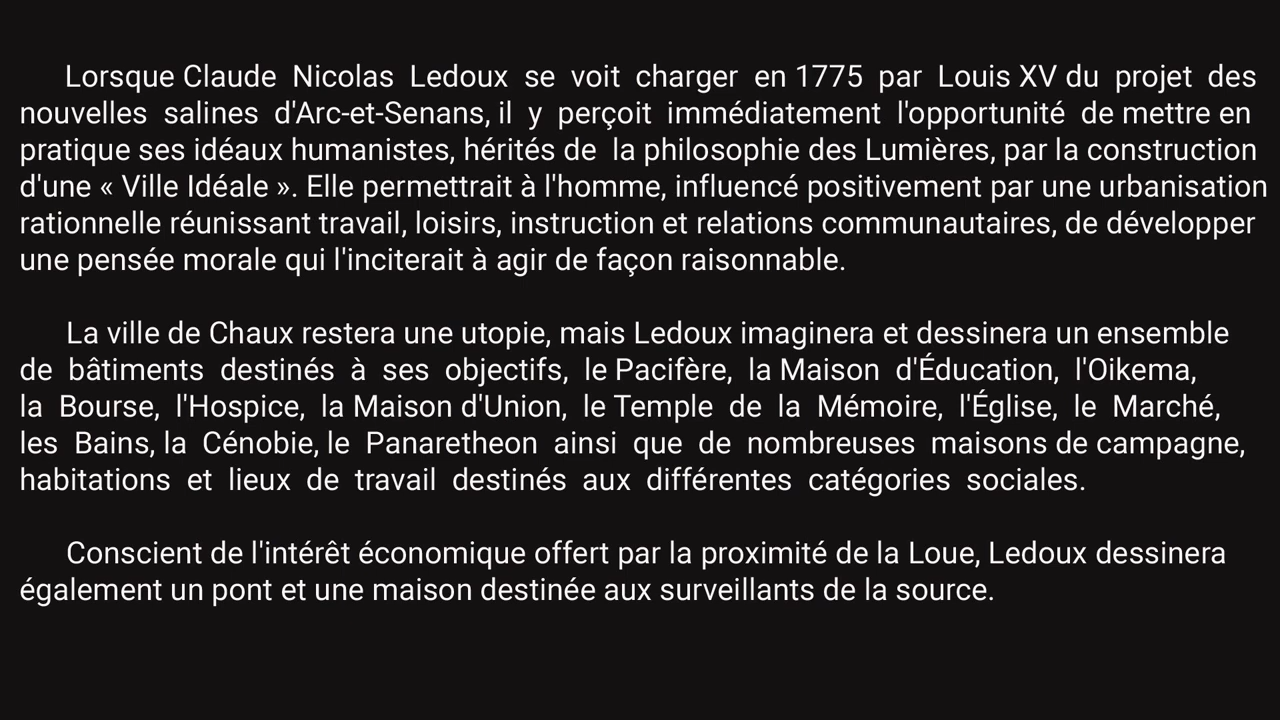 Lorsque Claude Nicolas Ledoux se voit charger en 1775 par Louis XV du projet des
nouvelles salines d'Arc-et-Senans, il y perçoit immédiatement l'opportunité de mettre en
pratique ses idéaux humanistes, hérités de la philosophie des Lumières, par la construction
d'une « Ville Idéale ». Elle permettrait à l'homme, influencé positivement par une urbanisation
rationnelle réunissant travail, loisirs, instruction et relations communautaires, de développer
une pensée morale qui l'inciterait à agir de façon raisonnable.
La ville de Chaux restera une utopie, mais Ledoux imaginera et dessinera un ensemble
de bâtiments destinés à ses objectifs, le Pacifère, la Maison d'Éducation, l'Oikema,
la Bourse, l'Hospice, la Maison d'Union, le Temple de la Mémoire, l'Église, le Marché,
les Bains, la Cénobie, le Panaretheon ainsi que de nombreuses maisons de campagne,
habitations et lieux de travail destinés aux différentes catégories sociales.
Conscient de l'intérêt économique offert par la proximité de la Loue, Ledoux dessinera
également un pont et une maison destinée aux surveillants de la source.